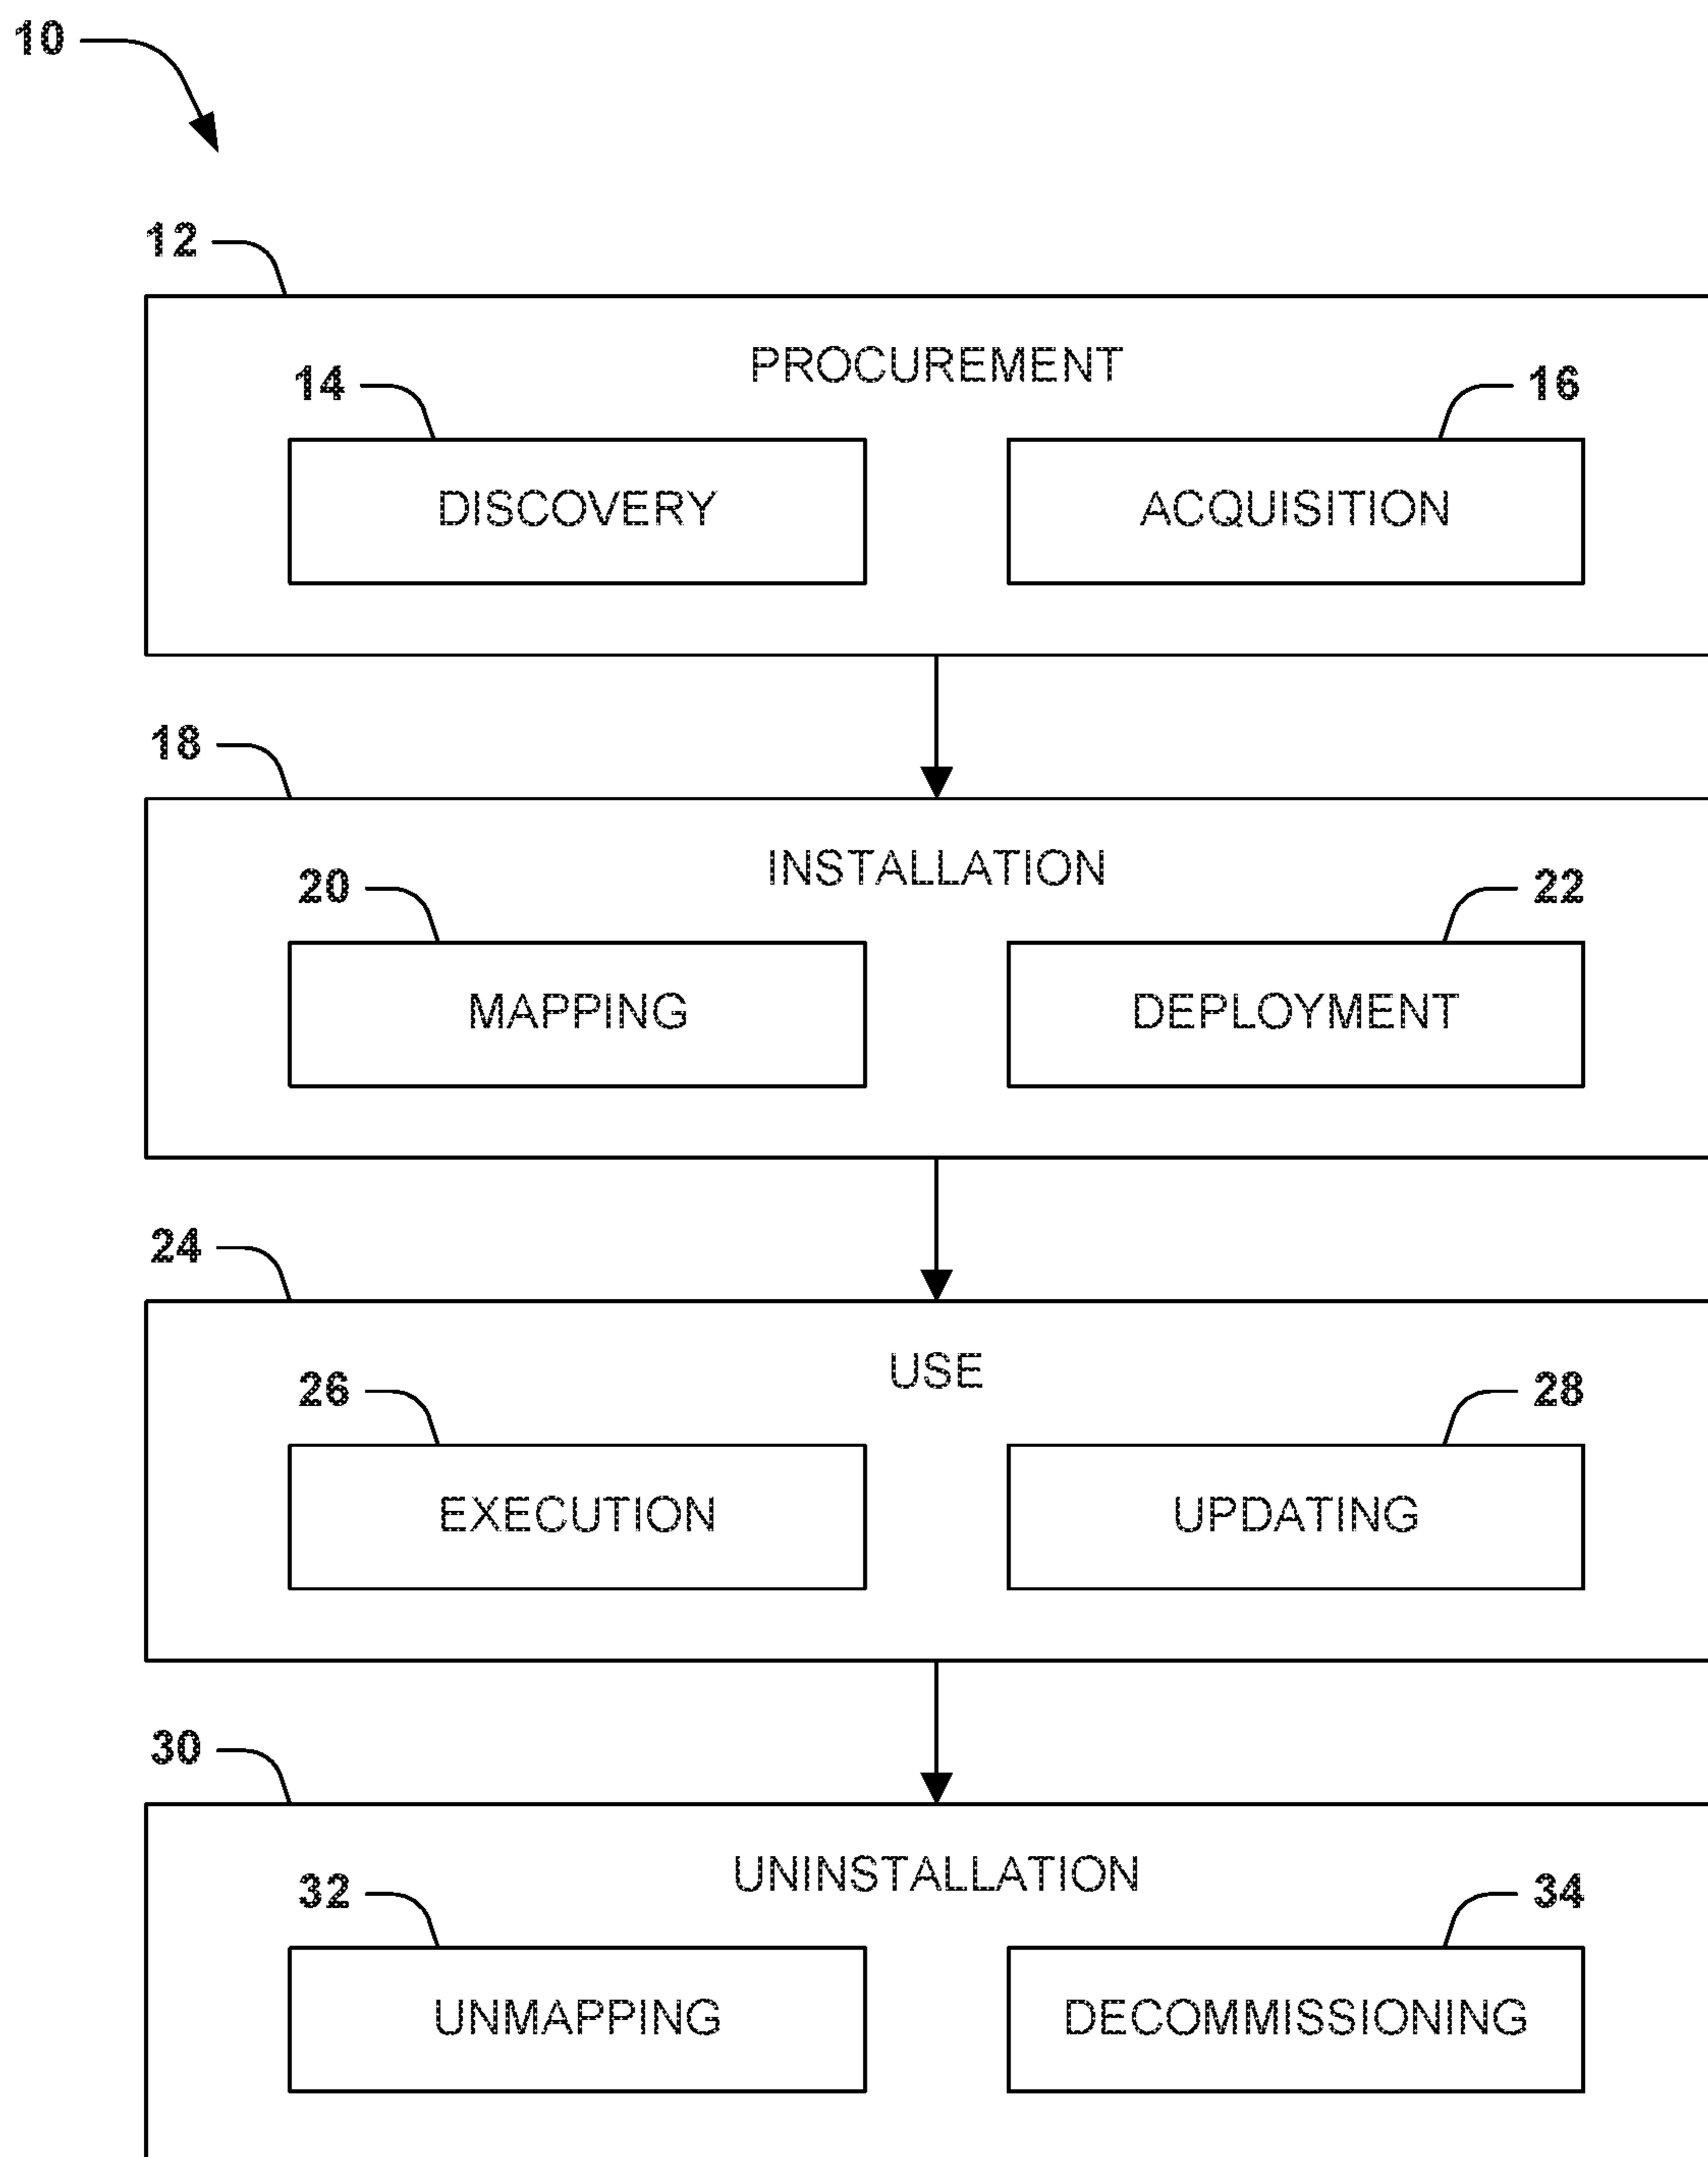 10
12
PROCUREMENT
14
16
DISCOVERY
ACQUISITION
18
INSTALLATION
20
22
MAPPING
DEPLOYMENT
24
USE
26
28
EXECUTION
UPDATING
30
UNINSTALLATION
32
34
UNMAPPING
DECOMMISSIONING